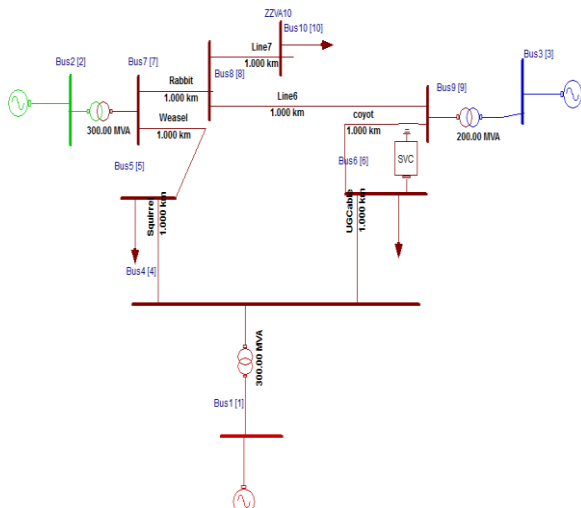 ZZVA10
Bus10 [10]
Line7
1.000 km
Bus2 [2]
Bus7 [7]
Bus8 [8]
Bus3 [3]
Rabbit
1.000 km
Line6
1.000 km
Bus9 [9]
300.00 MVA
Weasel
1.000 km
coyot
1.000 km
200.00 MVA
Bus5 [5]
Bus6 [6]
SVC
Squirrel
1.000 km
UGCable
1.000 km
Bus4 [4]
300.00 MVA
Bus1 [1]